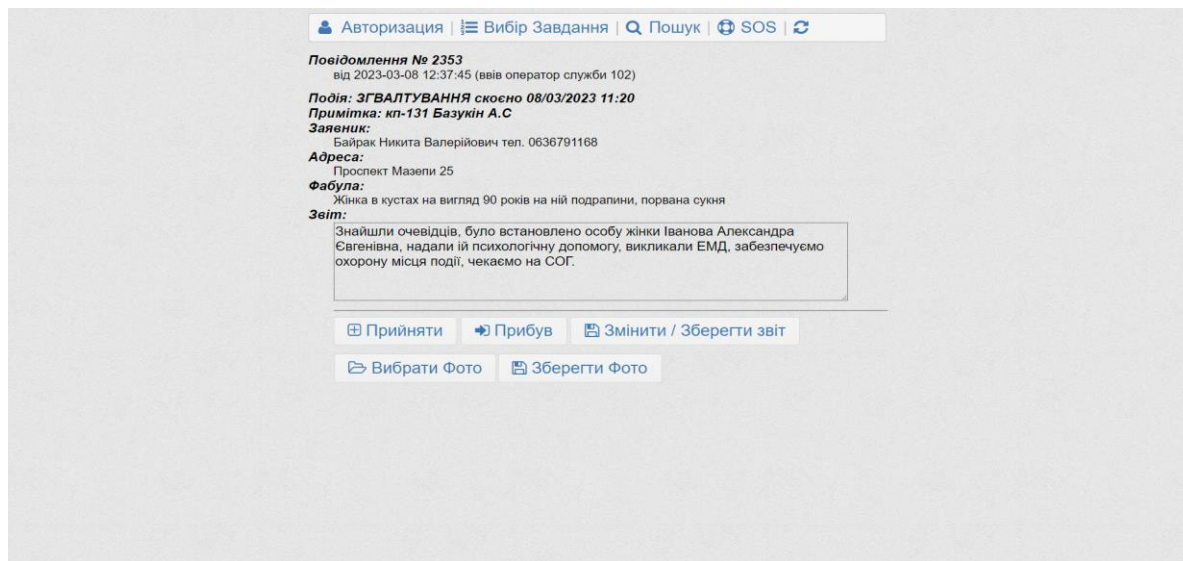 Авторизация | Вибір Завдання | Пошук | SOS |
Повідомлення № 2353
від 2023-03-08 12:37:45 (ввів оператор служби 102)
Подія: ЗГВАЛТУВАННЯ скоєно 08/03/2023 11:20
Примітка: кп-131 Базукін А.С
Заявник:
Байрак Никита Валерійович тел. 0636791168
Адреса:
Проспект Мазепи 25
Фабула:
Жінка в кустах на вигляд 90 років на ній подрапини, порвана сукня
Звіт:
Знайшли очевідців, було встановлено особу жінки Іванова Александра
Євгенівна, надали ій психологічну допомогу, викликали ЕМД, забезпечуємо
охорону місця події, чекаємо на СОГ.
Прийняти Прибув Змінити / Зберегти звіт
Вибрати Фото Зберегти Фото